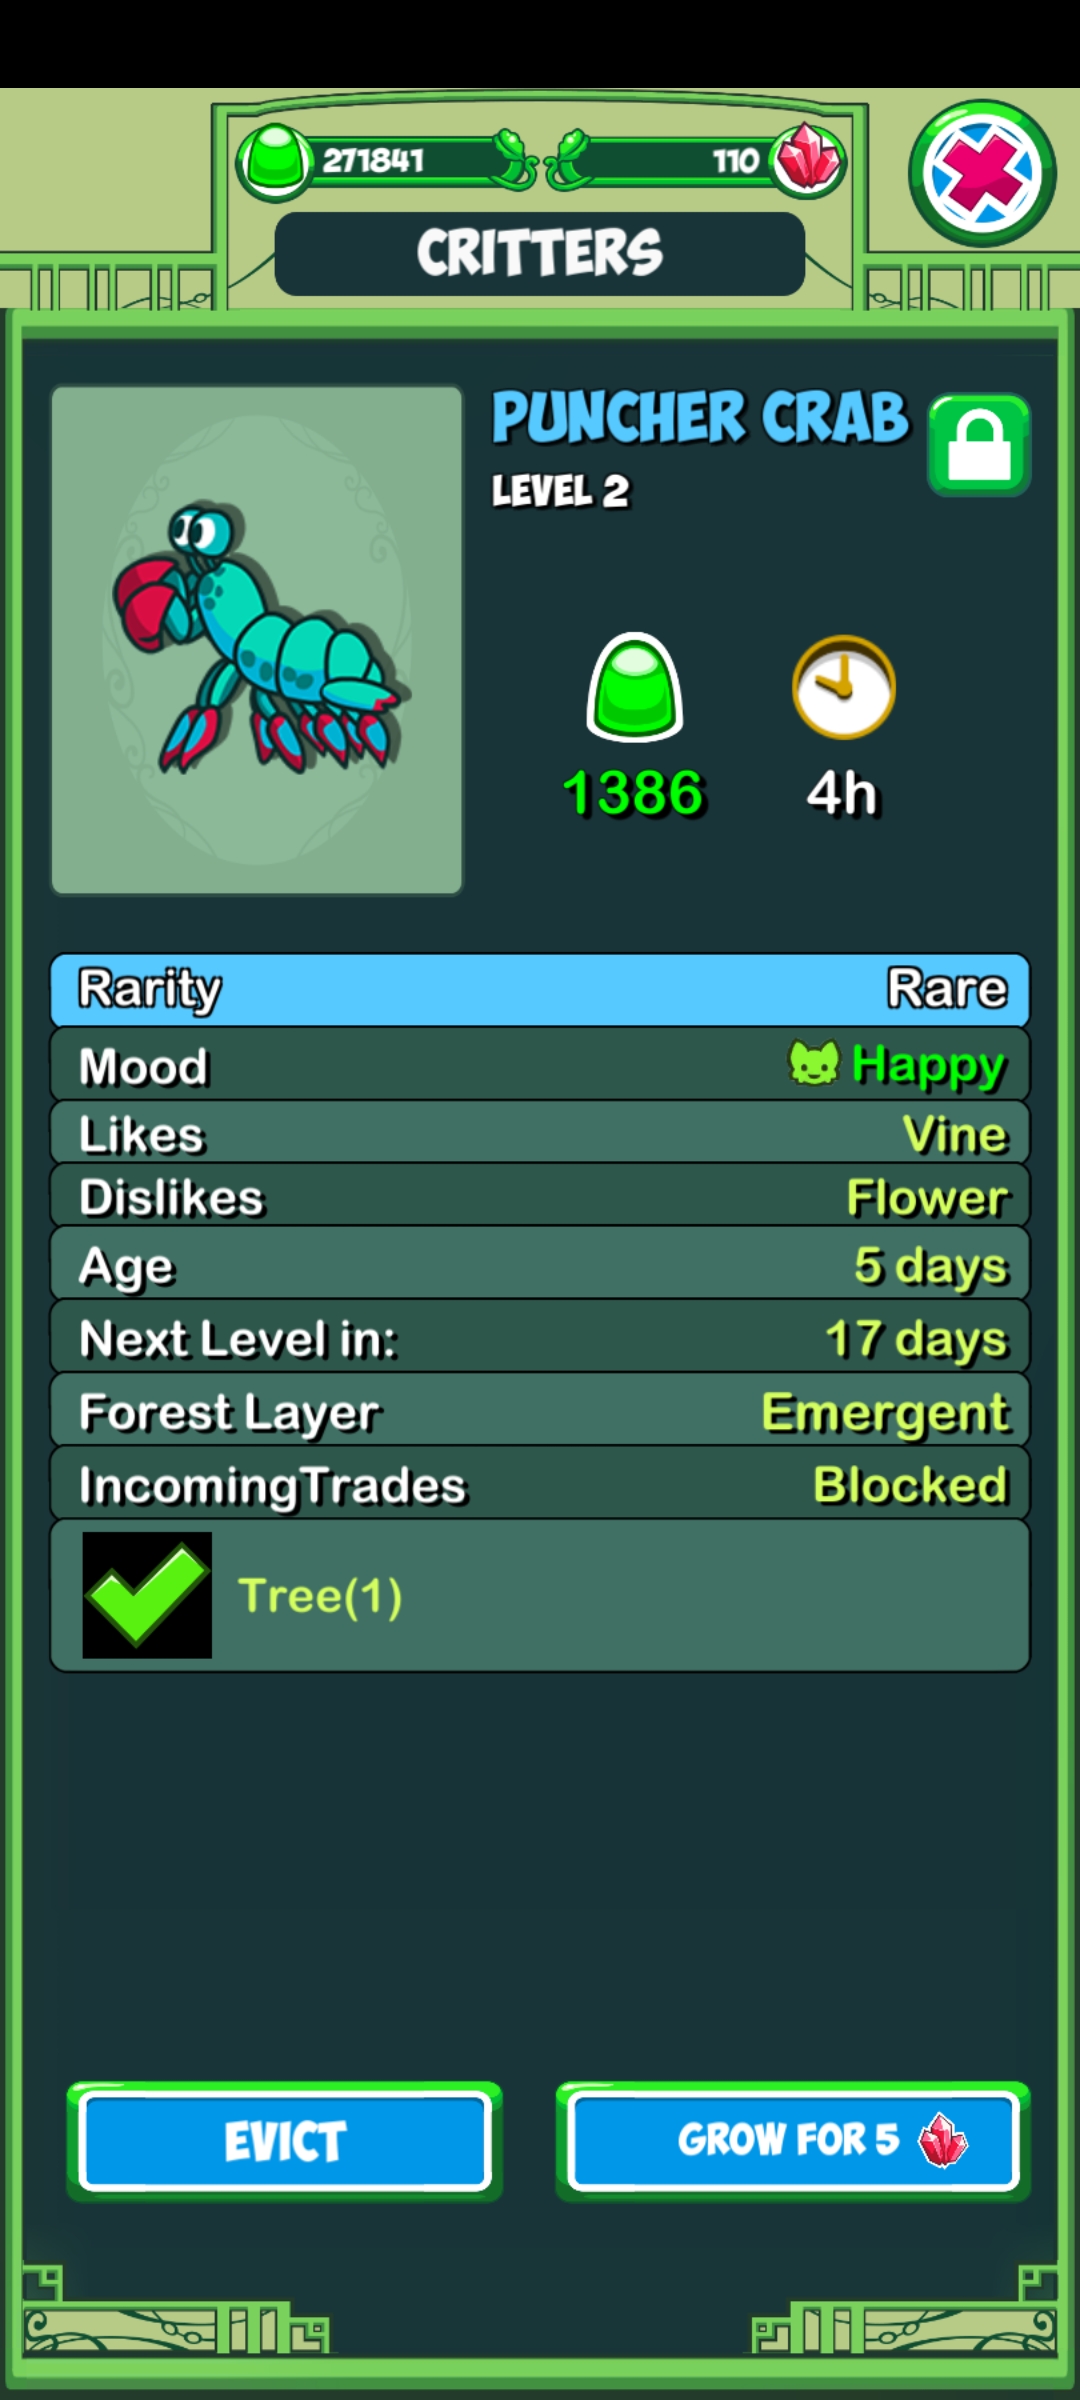 271841
110
CRITTERS
PUNCHER CRAB
LEVEL 2
1386
4h
Rarity Rare
Mood Happy
Likes Vine
Dislikes Flower
Age 5 days
Next Level in: 17 days
Forest Layer Emergent
IncomingTrades Blocked
Tree(1)
EVICT
GROW FOR 5